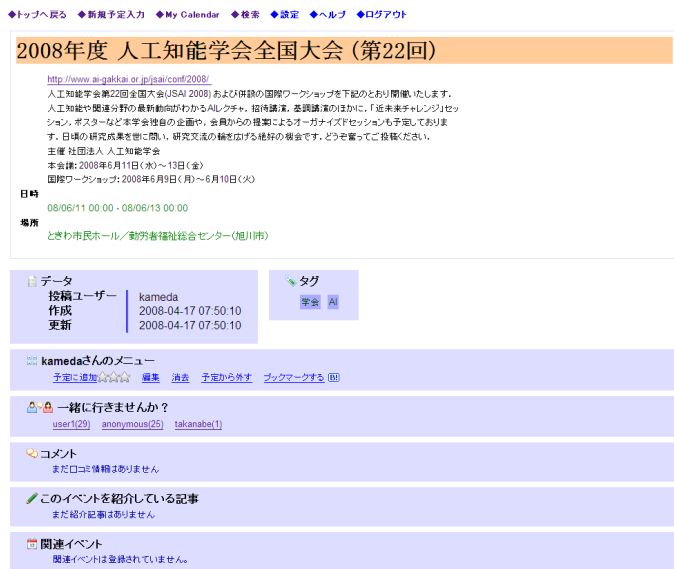 ◆トップへ戻る ◆新規予定入力 ◆My Calendar ◆検索 ◆設定 ◆ヘルプ ◆ログアウト
2008年度 人工知能学会全国大会 (第22回)
http://www.ai-gakkai.or.jp/jsai/conf/2008/
人工知能学会第22回全国大会(JSAI 2008) および併設の国際ワークショップを下記のとおり開催いたします。
人工知能や関連分野の最新動向がわかるAIレクチャ，招待講演，基調講演のほかに，「近未来チャレンジ」セッ
ション，ポスターなど本学会独自の企画や，会員からの提案によるオーガナイズドセッションも予定しておりま
す．日頃の研究成果を世に問い，研究交流の輪を広げる絶好の機会です．どうぞ奮ってご投稿ください．
主催 社団法人 人工知能学会
本会議：2008年6月11日（水）～13日（金）
国際ワークショップ：2008年6月9日（月）～6月10日（火）
日時
08/06/11 00:00 - 08/06/13 00:00
場所
ときわ市民ホール／勤労者福祉総合センター（旭川市）
データ
投稿ユーザー kameda
作成 2008-04-17 07:50:10
更新 2008-04-17 07:50:10
タグ
学会 AI
kamedaさんのメニュー
予定に追加 編集 消去 予定から外す ブックマークする B!
一緒に行きませんか？
user1(29) anonymous(25) takanabe(1)
コメント
まだ口コミ情報はありません
このイベントを紹介している記事
まだ紹介記事はありません
関連イベント
関連イベントは登録されていません。